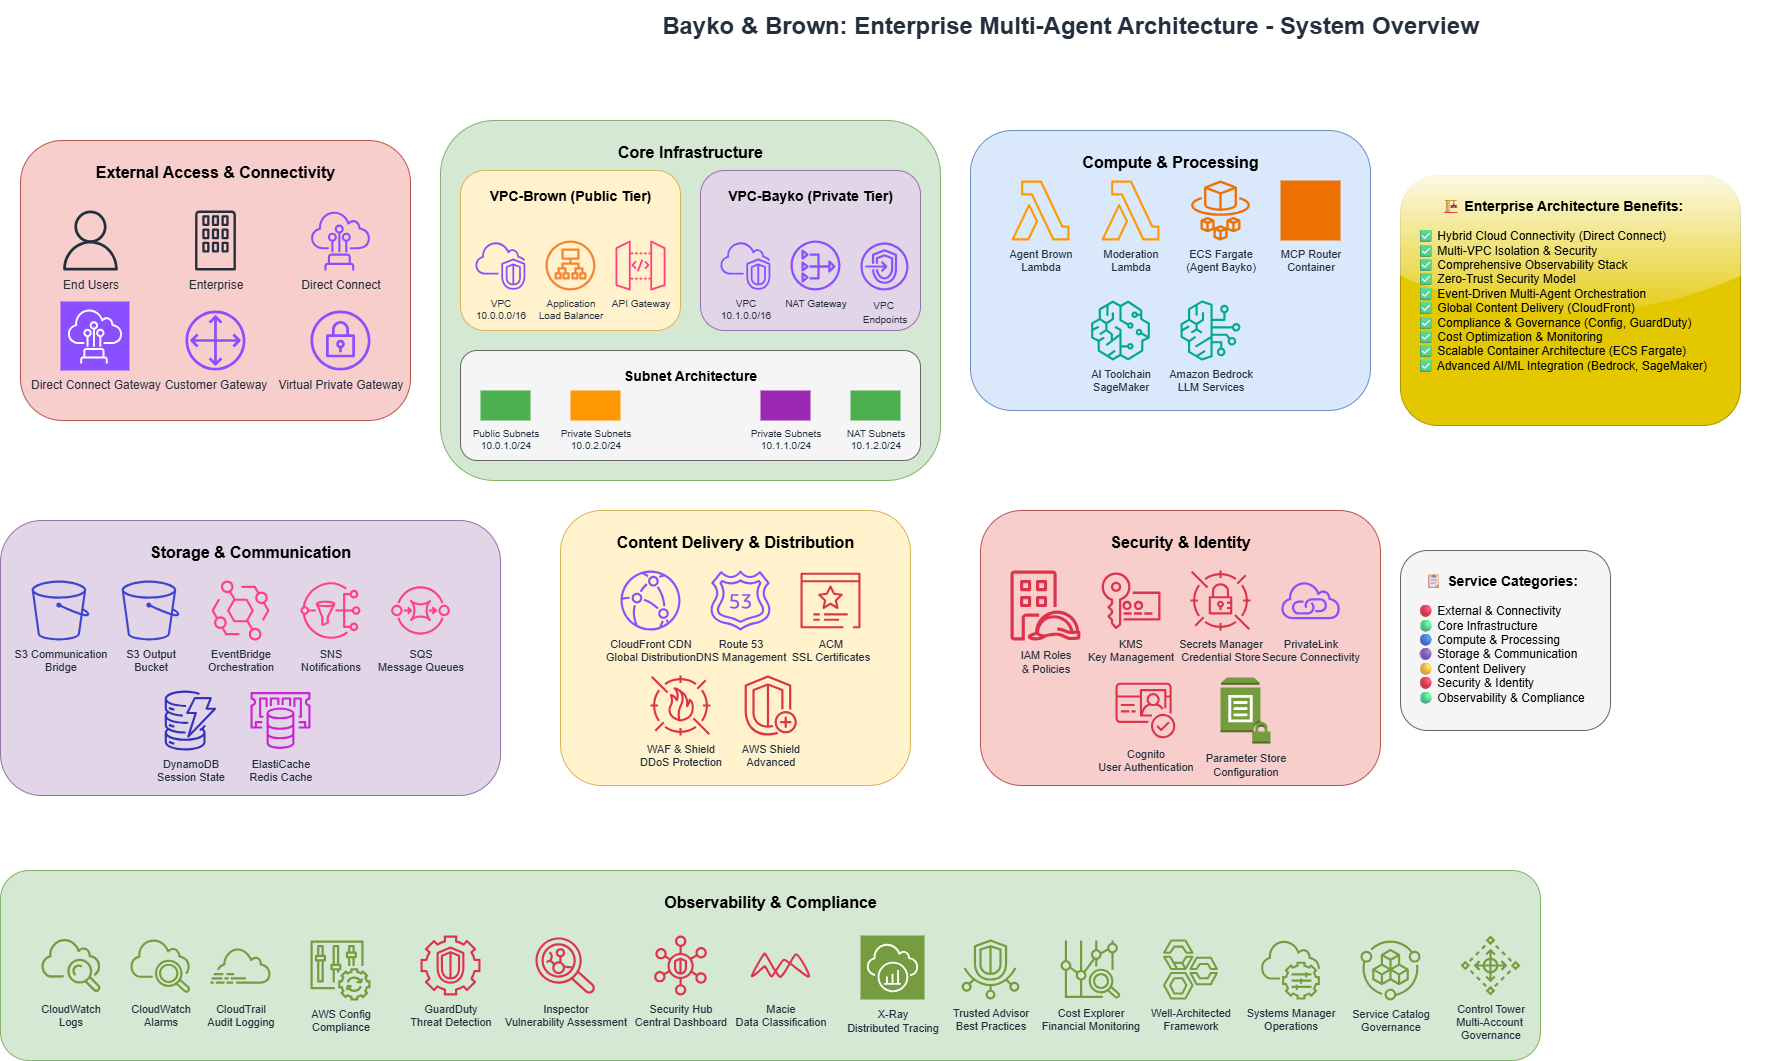 Bayko & Brown: Enterprise Multi-Agent Architecture - System Overview
External Access & Connectivity
End Users
Enterprise
Direct Connect
Direct Connect Gateway
Customer Gateway
Virtual Private Gateway
Core Infrastructure
VPC-Brown (Public Tier)
VPC
10.0.0.0/16
Application
Load Balancer
API Gateway
VPC-Bayko (Private Tier)
VPC
10.1.0.0/16
NAT Gateway
VPC
Endpoints
Subnet Architecture
Public Subnets
10.0.1.0/24
Private Subnets
10.0.2.0/24
Private Subnets
10.1.1.0/24
NAT Subnets
10.1.2.0/24
Compute & Processing
Agent Brown
Lambda
Moderation
Lambda
ECS Fargate
(Agent Bayko)
MCP Router
Container
AI Toolchain
SageMaker
Amazon Bedrock
LLM Services
Enterprise Architecture Benefits:
✅ Hybrid Cloud Connectivity (Direct Connect)
✅ Multi-VPC Isolation & Security
✅ Comprehensive Observability Stack
✅ Zero-Trust Security Model
✅ Event-Driven Multi-Agent Orchestration
✅ Global Content Delivery (CloudFront)
✅ Compliance & Governance (Config, GuardDuty)
✅ Cost Optimization & Monitoring
✅ Scalable Container Architecture (ECS Fargate)
✅ Advanced AI/ML Integration (Bedrock, SageMaker)
Storage & Communication
S3 Communication
Bridge
S3 Output
Bucket
EventBridge
Orchestration
SNS
Notifications
SQS
Message Queues
DynamoDB
Session State
ElastiCache
Redis Cache
Content Delivery & Distribution
CloudFront CDN
Global Distribution
Route 53
53
DNS Management
ACM
SSL Certificates
WAF & Shield
DDoS Protection
AWS Shield
Advanced
Security & Identity
IAM Roles
& Policies
KMS
Key Management
Secrets Manager
Credential Store
PrivateLink
Secure Connectivity
Cognito
User Authentication
Parameter Store
Configuration
Service Categories:
External & Connectivity
Core Infrastructure
Compute & Processing
Storage & Communication
Content Delivery
Security & Identity
Observability & Compliance
Observability & Compliance
CloudWatch
Logs
CloudWatch
Alarms
CloudTrail
Audit Logging
AWS Config
Compliance
GuardDuty
Threat Detection
Inspector
Vulnerability Assessment
Security Hub
Central Dashboard
Macie
Data Classification
X-Ray
Distributed Tracing
Trusted Advisor
Best Practices
Cost Explorer
Financial Monitoring
Well-Architected
Framework
Systems Manager
Operations
Service Catalog
Governance
Control Tower
Multi-Account
Governance